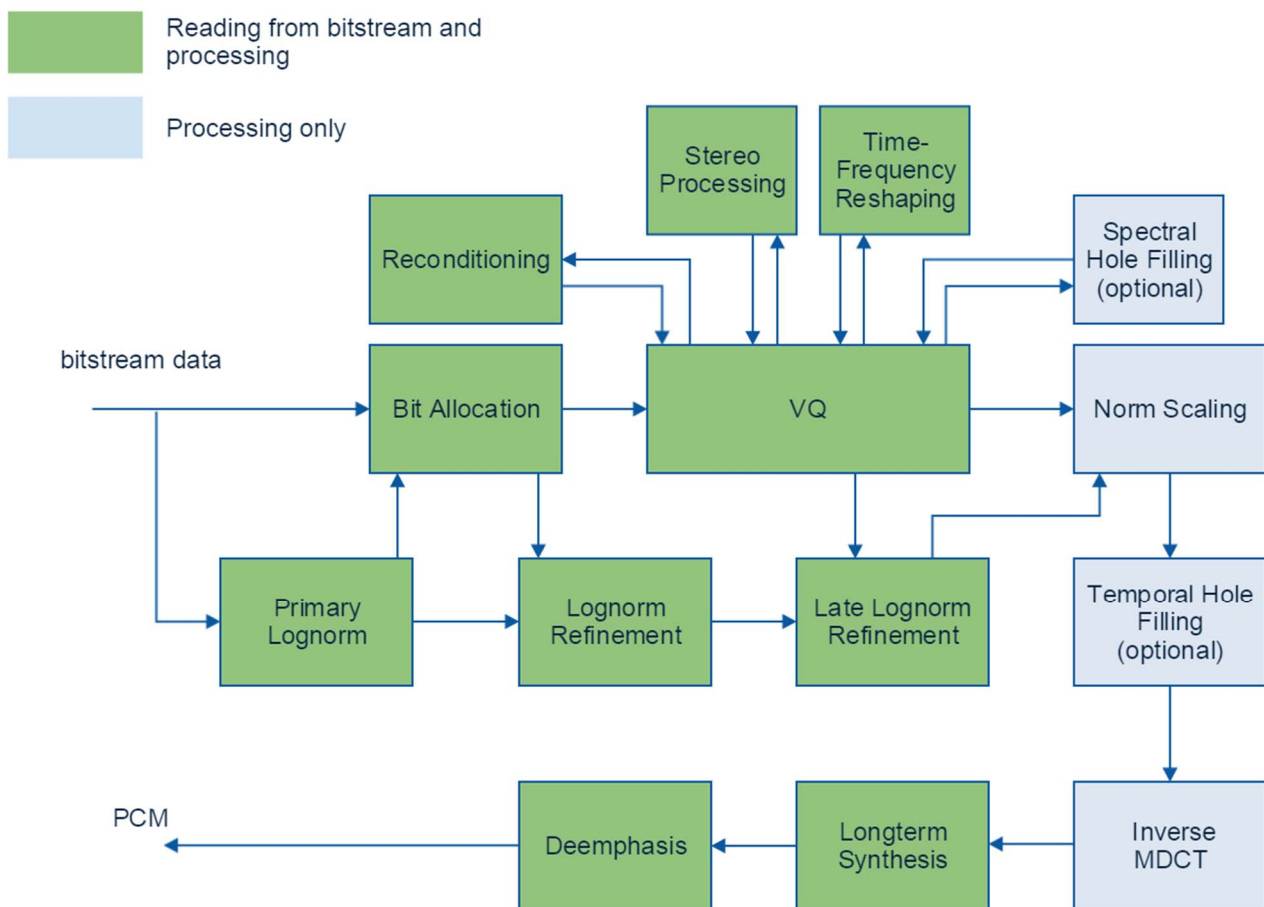 Reading from bitstream and
processing
Processing only
Stereo
Processing
Time-
Frequency
Reshaping
Reconditioning
Spectral
Hole Filling
(optional)
bitstream data
Bit Allocation
VQ
Norm Scaling
Primary
Lognorm
Lognorm
Refinement
Late Lognorm
Refinement
Temporal Hole
Filling
(optional)
PCM
Deemphasis
Longterm
Synthesis
Inverse
MDCT